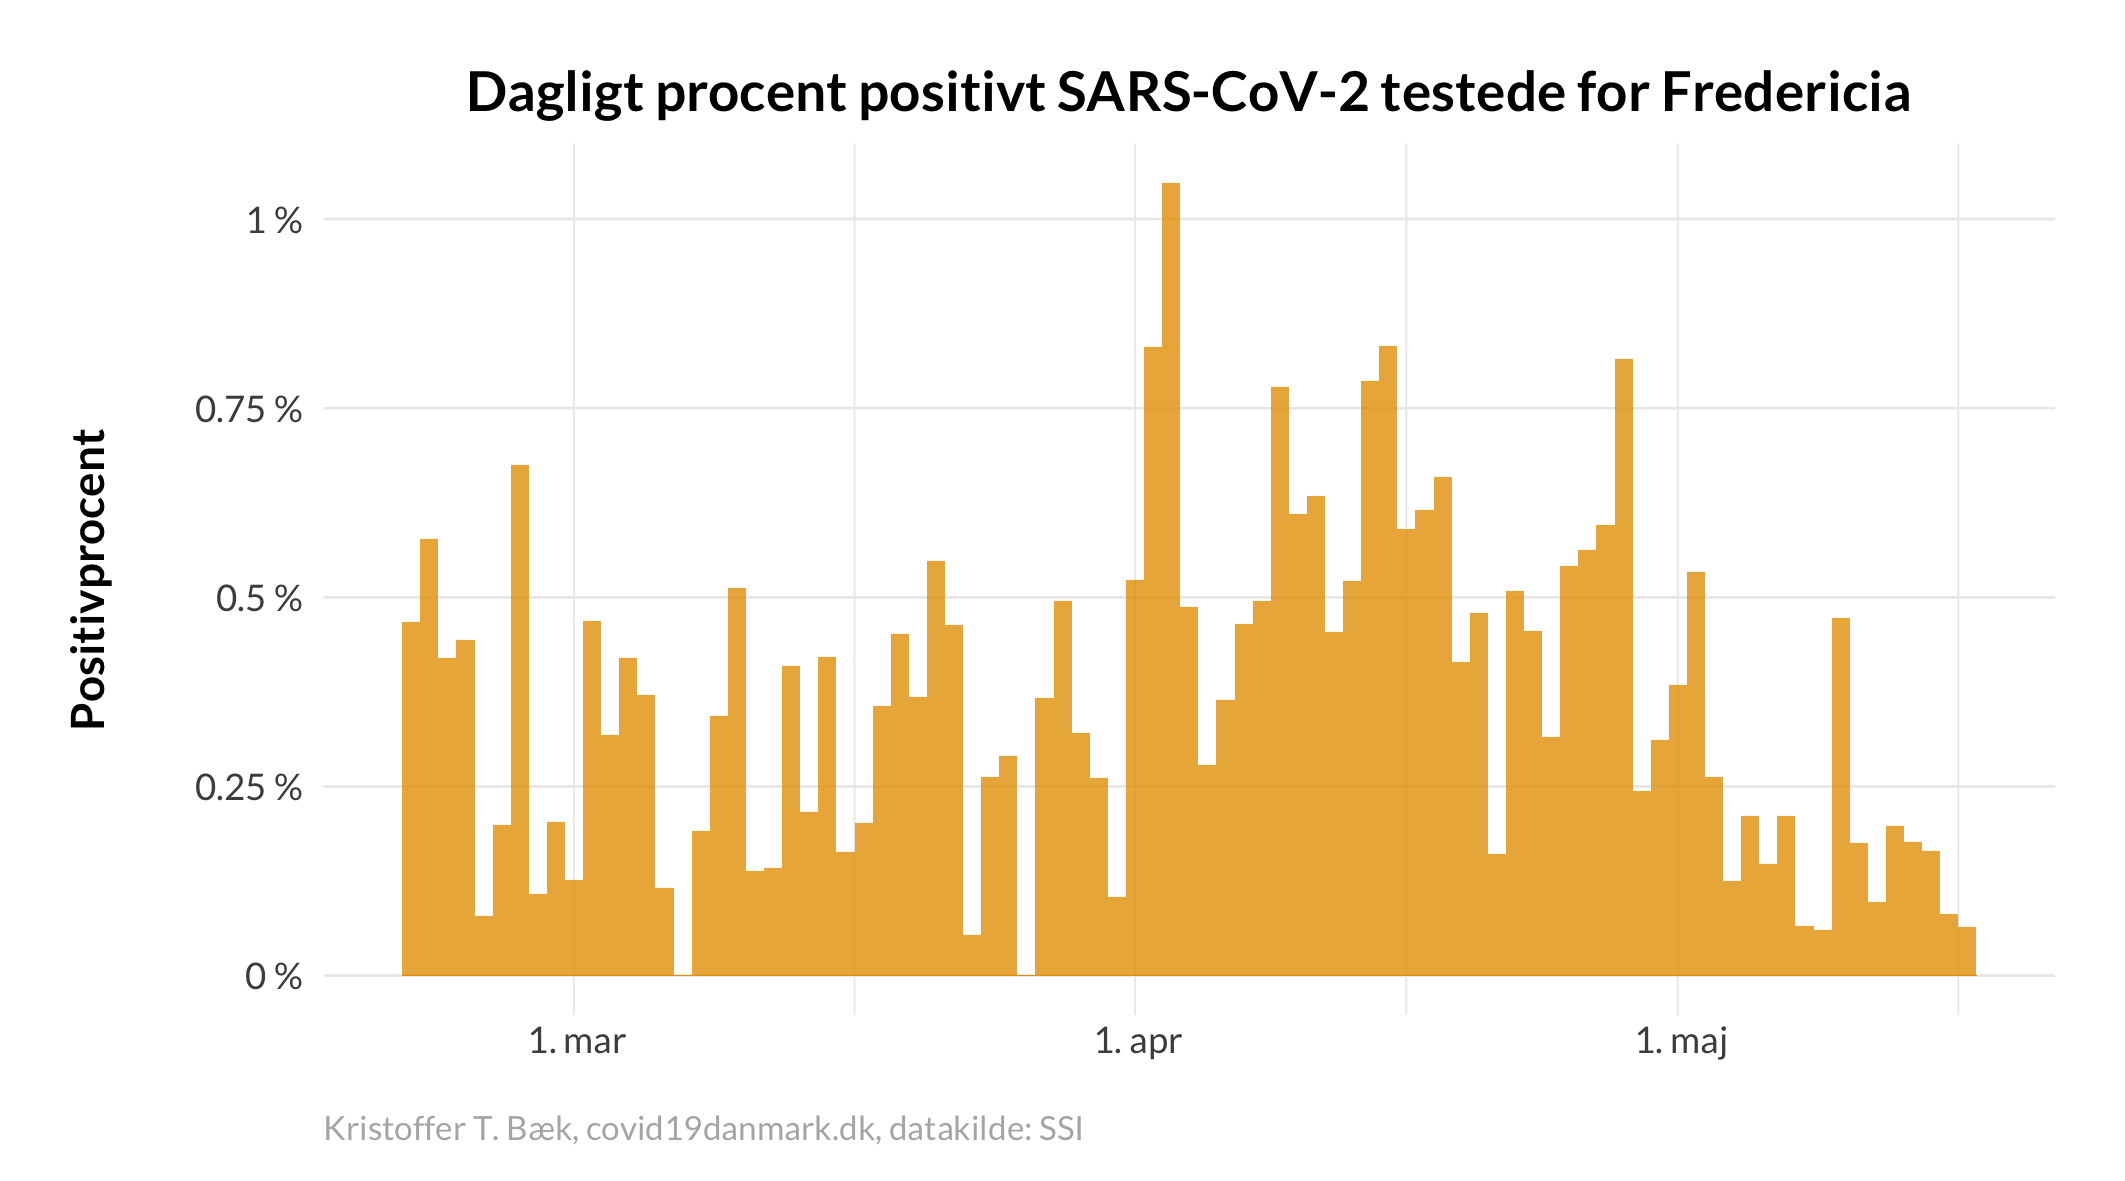 Dagligt procent positivt SARS-CoV-2 testede for Fredericia
Positivprocent
1 %
0.75 %
0.5 %
0.25 %
0 %
1. mar
1. apr
1. maj
Kristoffer T. Bæk, covid19danmark.dk, datakilde: SSI